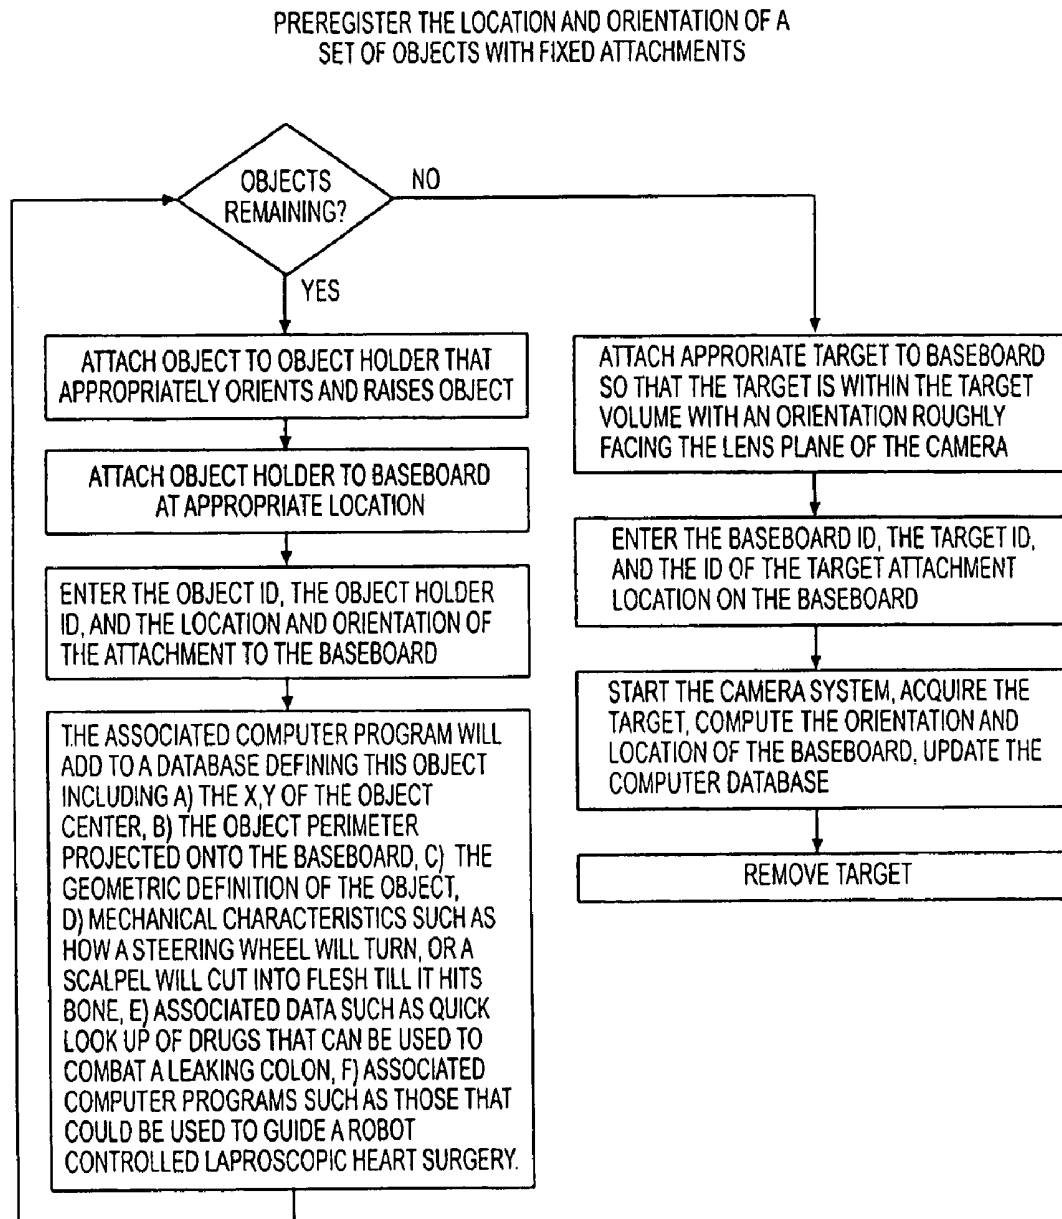 PREREGISTER THE LOCATION AND ORIENTATION OF A
SET OF OBJECTS WITH FIXED ATTACHMENTS
OBJECTS
REMAINING?
NO
YES
ATTACH OBJECT TO OBJECT HOLDER THAT
APPROPRIATELY ORIENTS AND RAISES OBJECT
ATTACH OBJECT HOLDER TO BASEBOARD
AT APPROPRIATE LOCATION
ENTER THE OBJECT ID, THE OBJECT HOLDER
ID, AND THE LOCATION AND ORIENTATION OF
THE ATTACHMENT TO THE BASEBOARD
THE ASSOCIATED COMPUTER PROGRAM WILL
ADD TO A DATABASE DEFINING THIS OBJECT
INCLUDING A) THE X,Y OF THE OBJECT
CENTER, B) THE OBJECT PERIMETER
PROJECTED ONTO THE BASEBOARD, C) THE
GEOMETRIC DEFINITION OF THE OBJECT,
D) MECHANICAL CHARACTERISTICS SUCH AS
HOW A STEERING WHEEL WILL TURN, OR A
SCALPEL WILL CUT INTO FLESH TILL IT HITS
BONE, E) ASSOCIATED DATA SUCH AS QUICK
LOOK UP OF DRUGS THAT CAN BE USED TO
COMBAT A LEAKING COLON, F) ASSOCIATED
COMPUTER PROGRAMS SUCH AS THOSE THAT
COULD BE USED TO GUIDE A ROBOT
CONTROLLED LAPROSCOPIC HEART SURGERY.
ATTACH APPRORIATE TARGET TO BASEBOARD
SO THAT THE TARGET IS WITHIN THE TARGET
VOLUME WITH AN ORIENTATION ROUGHLY
FACING THE LENS PLANE OF THE CAMERA
ENTER THE BASEBOARD ID, THE TARGET ID,
AND THE ID OF THE TARGET ATTACHMENT
LOCATION ON THE BASEBOARD
START THE CAMERA SYSTEM, ACQUIRE THE
TARGET, COMPUTE THE ORIENTATION AND
LOCATION OF THE BASEBOARD, UPDATE THE
COMPUTER DATABASE
REMOVE TARGET